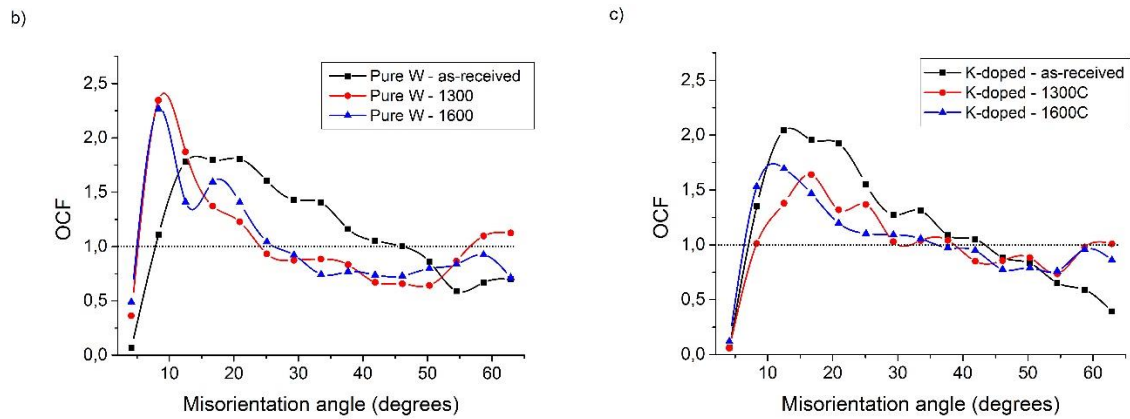 b)
OCF
2,5
2,0
1,5
1,0
0,5
0,0
Pure W - as-received
Pure W - 1300
Pure W - 1600
10 20 30 40 50 60
Misorientation angle (degrees)
c)
OCF
2,5
2,0
1,5
1,0
0,5
0,0
K-doped - as-received
K-doped - 1300C
K-doped - 1600C
10 20 30 40 50 60
Misorientation angle (degrees)